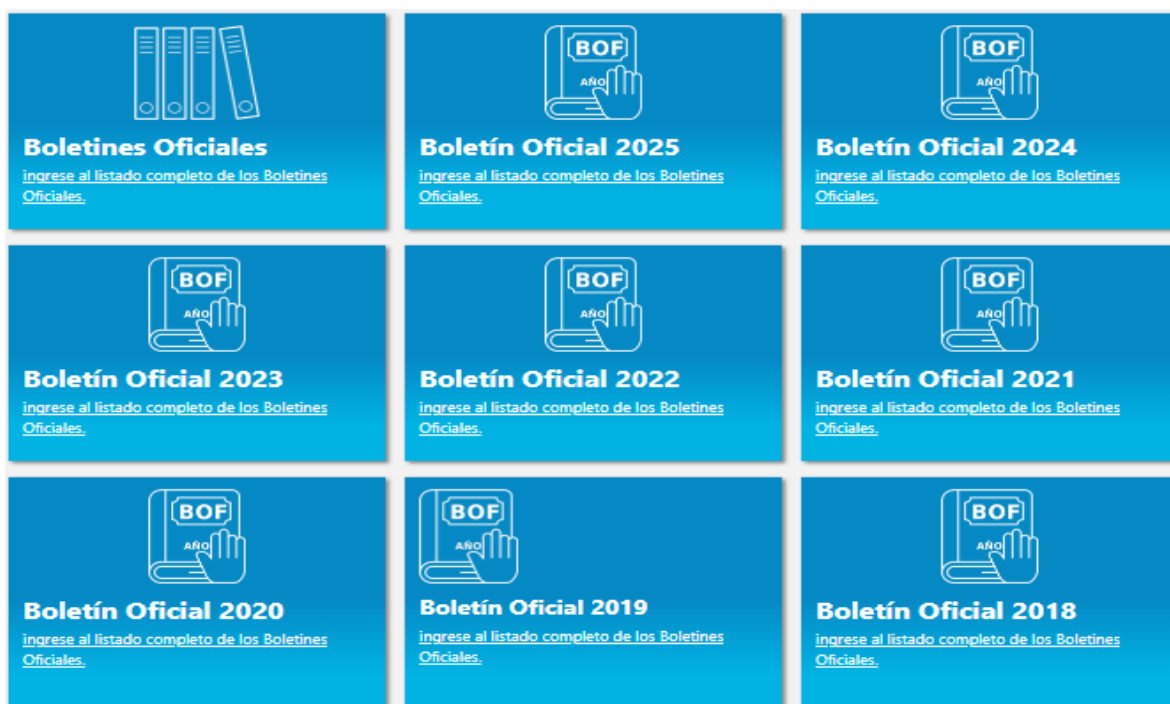 Boletines Oficiales
ingrese al listado completo de los Boletines
Oficiales.
BOF
AÑO
Boletín Oficial 2025
ingrese al listado completo de los Boletines
Oficiales.
BOF
AÑO
Boletín Oficial 2024
ingrese al listado completo de los Boletines
Oficiales.
BOF
AÑO
Boletín Oficial 2023
ingrese al listado completo de los Boletines
Oficiales.
BOF
AÑO
Boletín Oficial 2022
ingrese al listado completo de los Boletines
Oficiales.
BOF
AÑO
Boletín Oficial 2021
ingrese al listado completo de los Boletines
Oficiales.
BOF
AÑO
Boletín Oficial 2020
ingrese al listado completo de los Boletines
Oficiales.
BOF
AÑO
Boletín Oficial 2019
ingrese al listado completo de los Boletines
Oficiales.
BOF
AÑO
Boletín Oficial 2018
ingrese al listado completo de los Boletines
Oficiales.